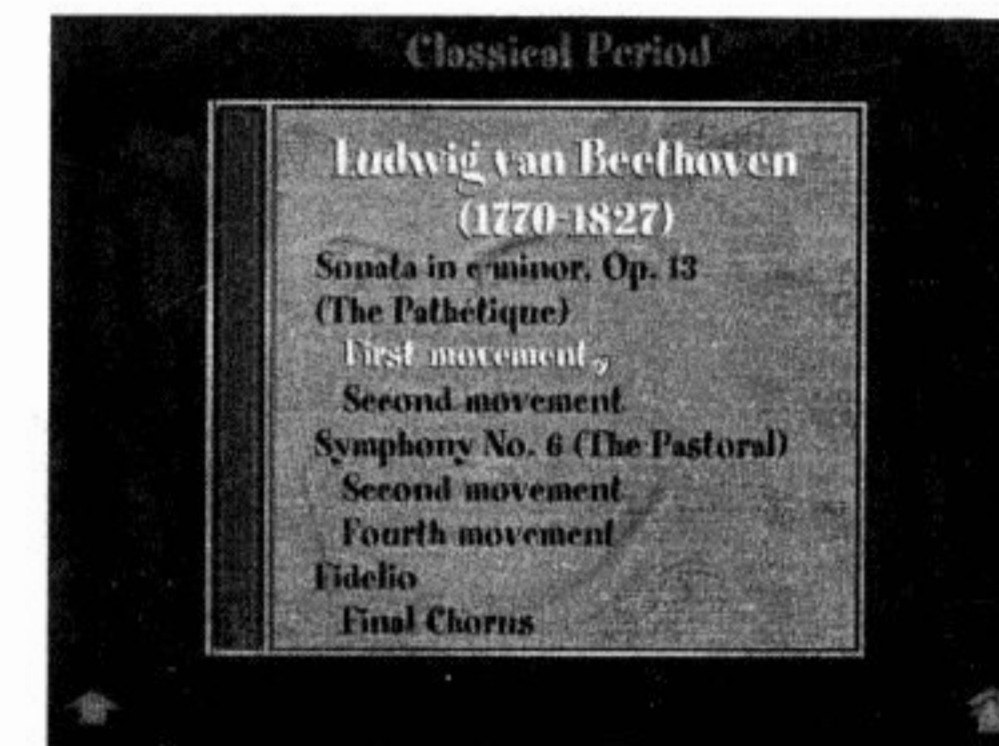 Classical Period
Ludwig van Beethoven
(1770-1827)
Sonata in c minor, Op. 13
(The Pathétique)
First movement
Second movement
Symphony No. 6 (The Pastoral)
Second movement
Fourth movement
Fidelio
Final Chorus